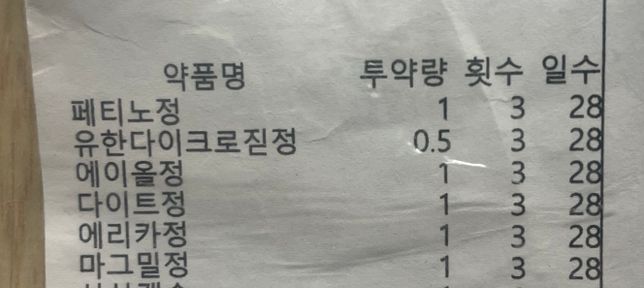 약품명 투약량 횟수 일수
페티노정 1 3 28
유한다이크로짇정 0.5 3 28
에이올정 1 3 28
다이트정 1 3 28
에리카정 1 3 28
마그밀정 1 3 28